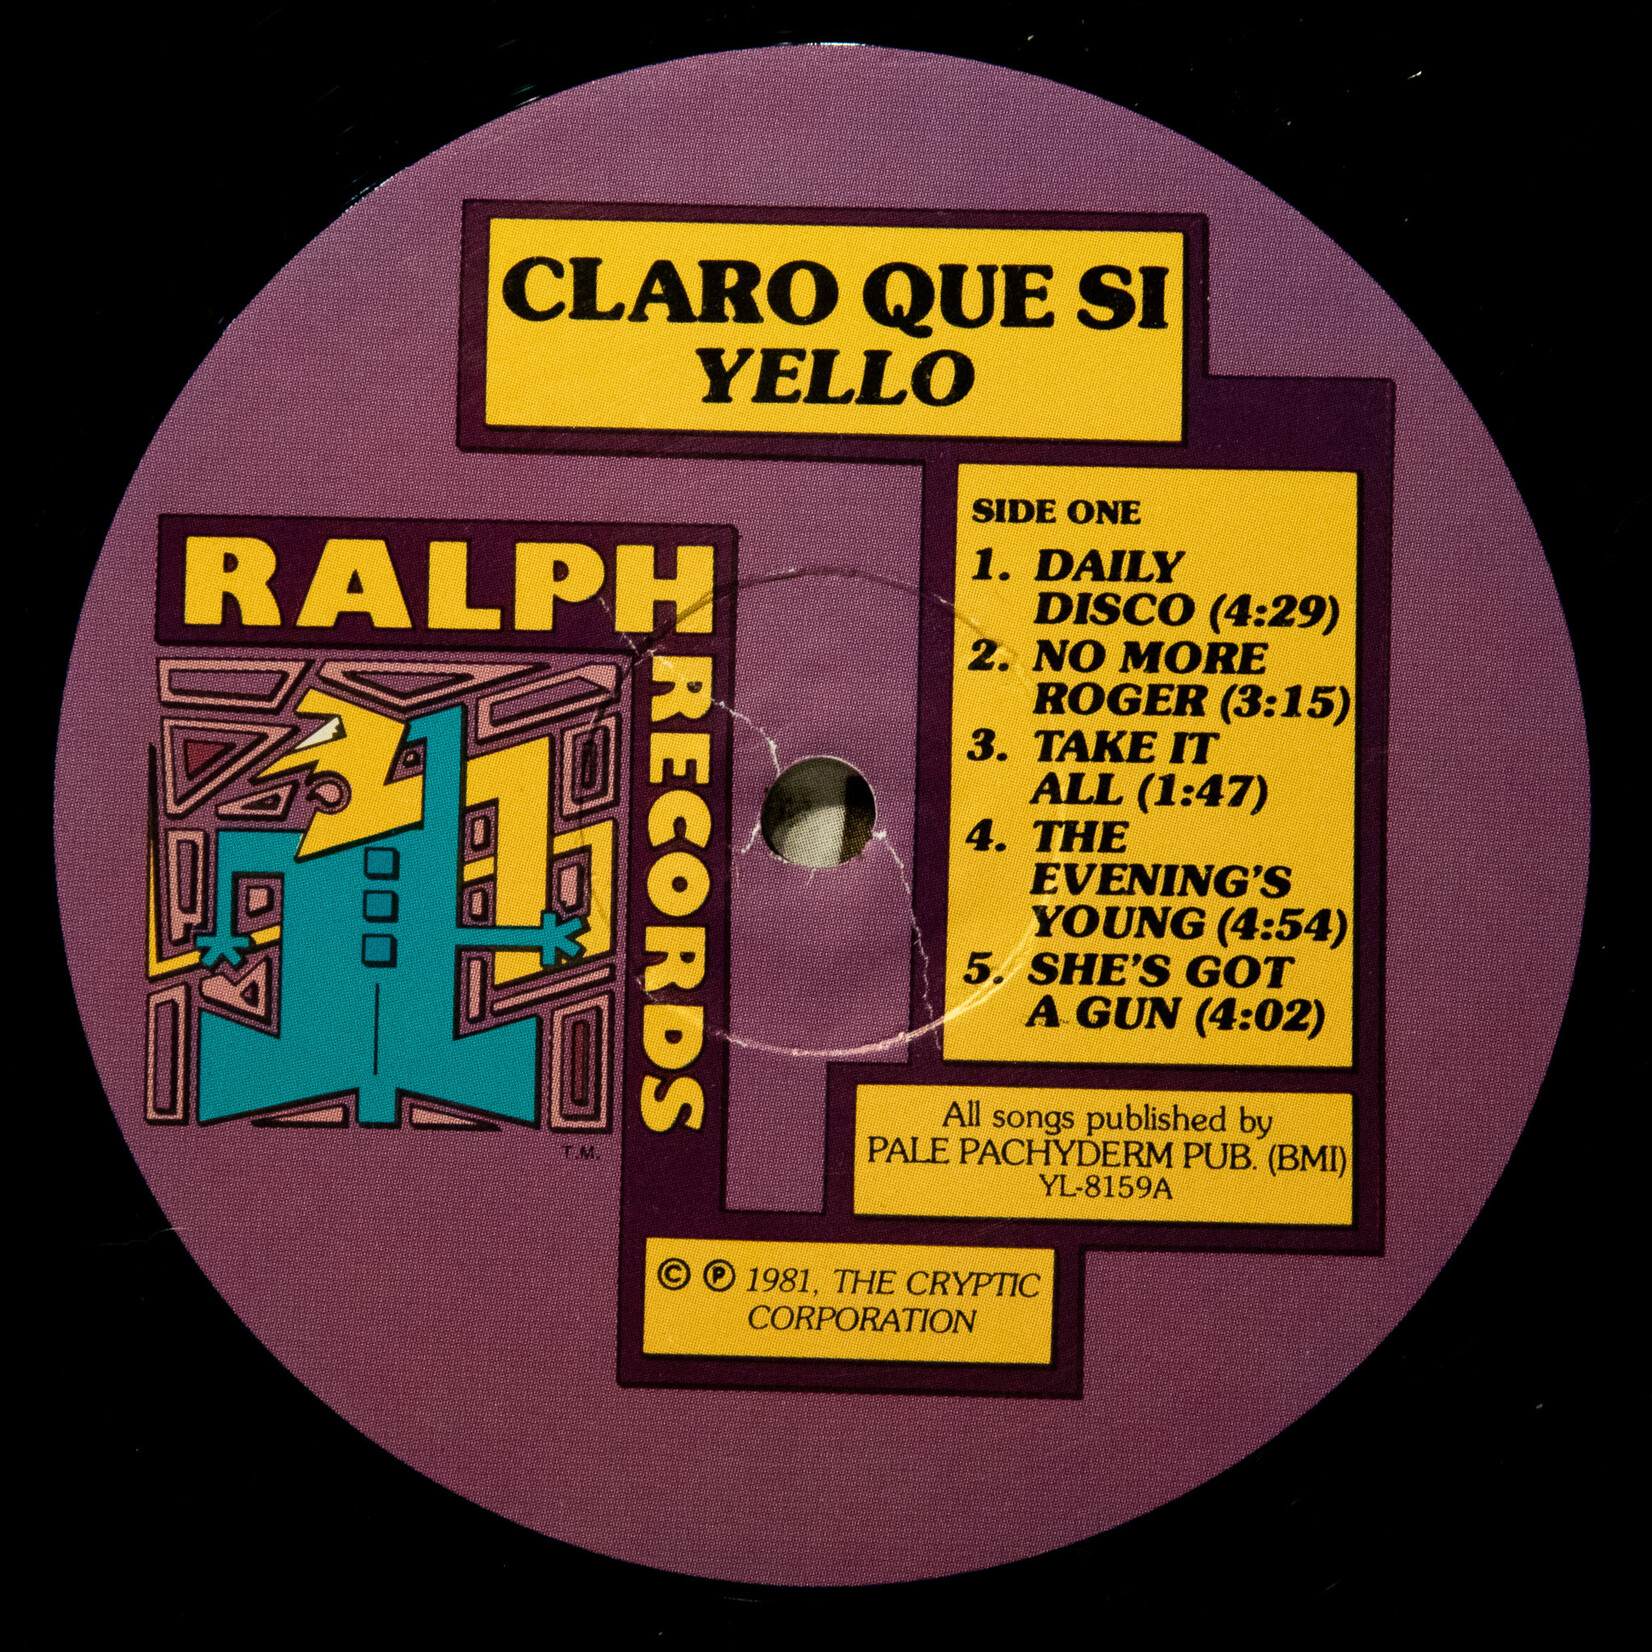 CLARO QUE SI
YELLO
RALPH
RECORDS
T.M.
SIDE ONE
1. DAILY
DISCO (4:29)
2. NO MORE
ROGER (3:15)
3. TAKE IT
ALL (1:47)
4. THE
EVENING'S
YOUNG (4:54)
5. SHE'S GOT
A GUN (4:02)
All songs published by
PALE PACHYDERM PUB. (BMI)
YL-8159A
© ℗ 1981, THE CRYPTIC
CORPORATION